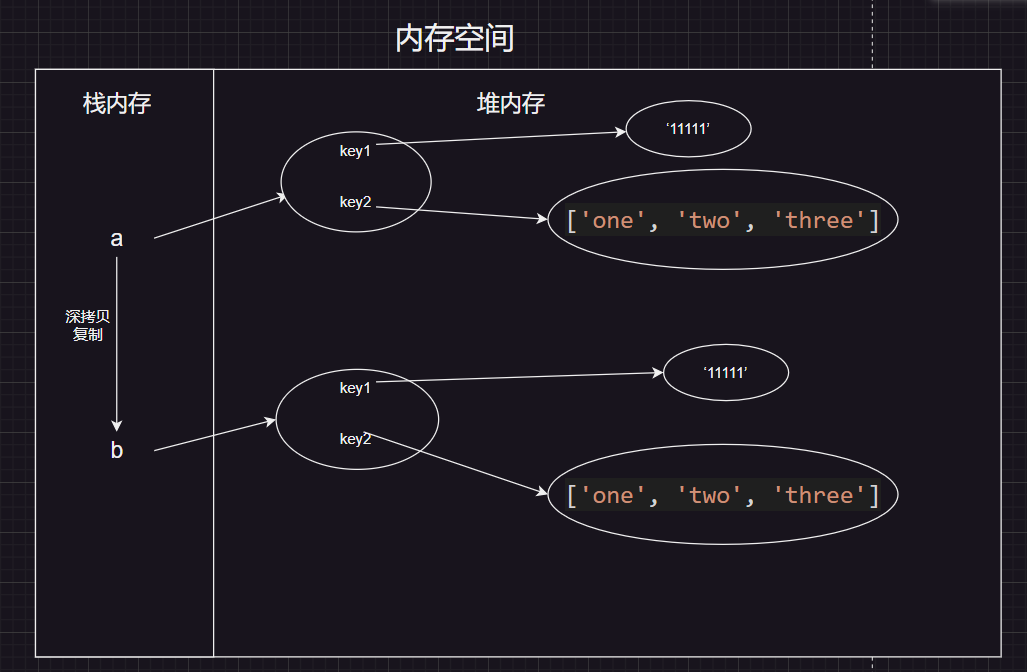 内存空间
栈内存
堆内存
key1
‘11111’
key2
['one', 'two', 'three']
a
深拷贝
复制
key1
‘11111’
key2
b
['one', 'two', 'three']